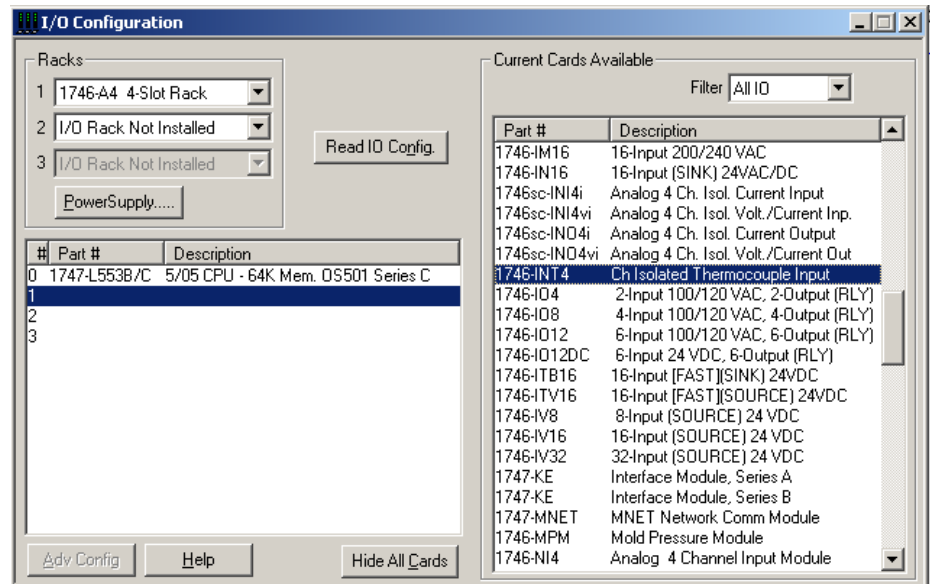 I/O Configuration
Racks
1 1746-A4 4-Slot Rack
2 I/O Rack Not Installed
3 I/O Rack Not Installed
PowerSupply.....
Read IO Config.
# Part # Description
0 1747-L553B/C 5/05 CPU - 64K Mem. OS501 Series C
1
2
3
Adv Config Help Hide All Cards
Current Cards Available
Filter All IO
Part # Description
1746-IM16 16-Input 200/240 VAC
1746-IN16 16-Input (SINK) 24VAC/DC
1746sc-INI4i Analog 4 Ch. Isol. Current Input
1746sc-INI4vi Analog 4 Ch. Isol. Volt./Current Inp.
1746sc-INO4i Analog 4 Ch. Isol. Current Output
1746sc-INO4vi Analog 4 Ch. Isol. Volt./Current Out
1746-INT4 Ch Isolated Thermocouple Input
1746-IO4 2-Input 100/120 VAC, 2-Output (RLY)
1746-IO8 4-Input 100/120 VAC, 4-Output (RLY)
1746-IO12 6-Input 100/120 VAC, 6-Output (RLY)
1746-IO12DC 6-Input 24 VDC, 6-Output (RLY)
1746-ITB16 16-Input [FAST](SINK) 24VDC
1746-ITV16 16-Input [FAST](SOURCE) 24VDC
1746-IV8 8-Input (SOURCE) 24 VDC
1746-IV16 16-Input (SOURCE) 24 VDC
1746-IV32 32-Input (SOURCE) 24 VDC
1747-KE Interface Module, Series A
1747-KE Interface Module, Series B
1747-MNET MNET Network Comm Module
1746-MPM Mold Pressure Module
1746-NI4 Analog 4 Channel Input Module